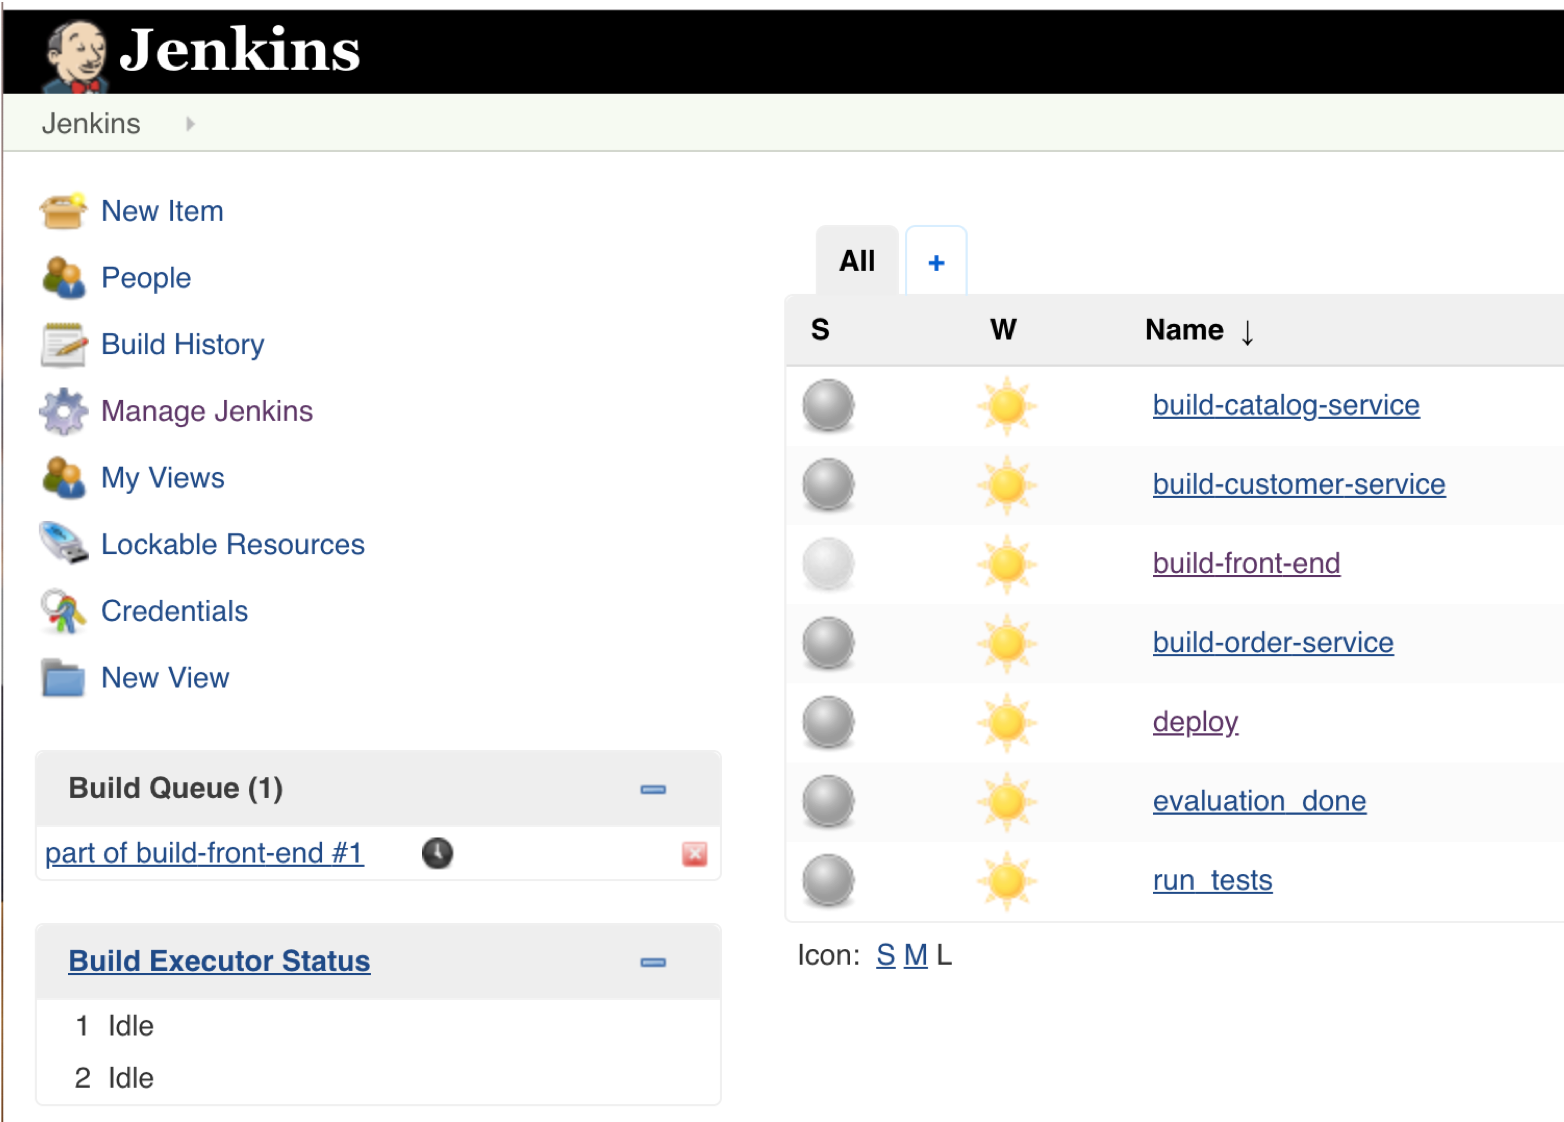 Jenkins
Jenkins
New Item
People
Build History
Manage Jenkins
My Views
Lockable Resources
Credentials
New View
Build Queue (1)
part of build-front-end #1
Build Executor Status
1 Idle
2 Idle
All +
S W Name ↓
build-catalog-service
build-customer-service
build-front-end
build-order-service
deploy
evaluation_done
run_tests
Icon: S M L